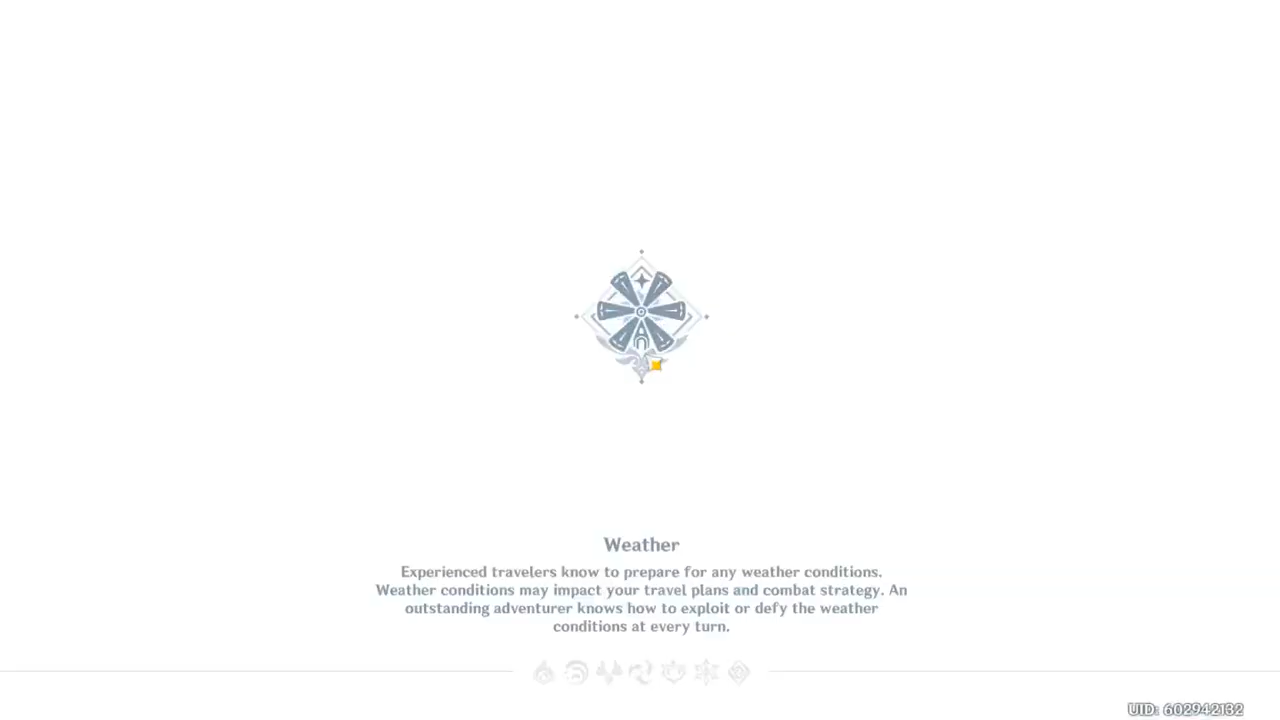 Weather
Experienced travelers know to prepare for any weather conditions.
Weather conditions may impact your travel plans and combat strategy. An
outstanding adventurer knows how to exploit or defy the weather
conditions at every turn.
UID: 602942132